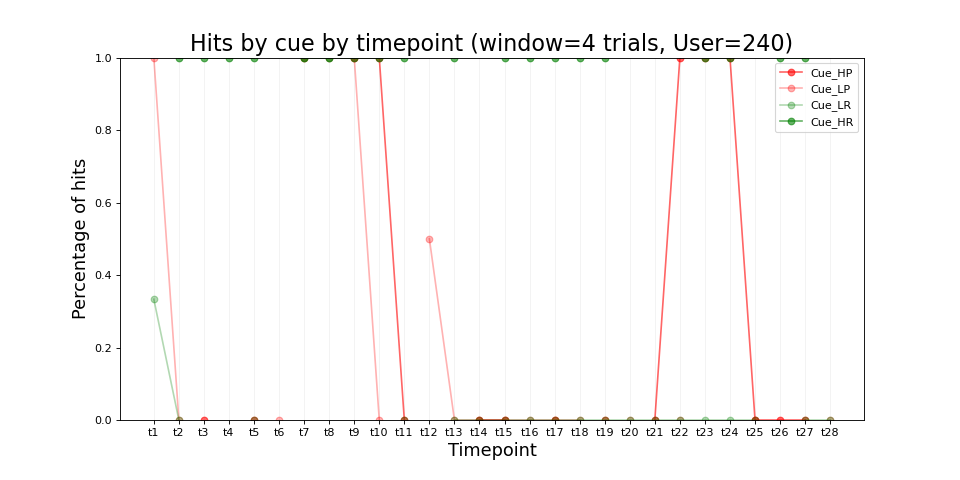 Hits by cue by timepoint (window=4 trials, User=240)
Percentage of hits
1.0
0.8
0.6
0.4
0.2
0.0
Cue_HP
Cue_LP
Cue_LR
Cue_HR
t1 t2 t3 t4 t5 t6 t7 t8 t9 t10 t11 t12 t13 t14 t15 t16 t17 t18 t19 t20 t21 t22 t23 t24 t25 t26 t27 t28
Timepoint